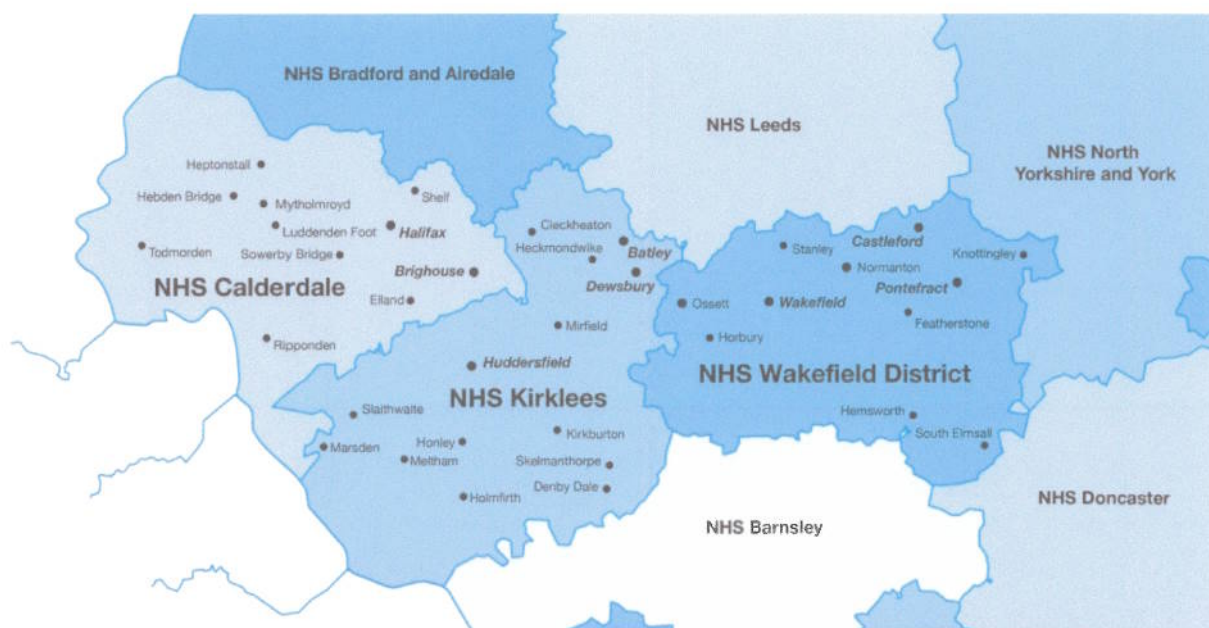 NHS Bradford and Airedale
NHS Leeds
NHS North
Yorkshire and York
Heptonstall
Hebden Bridge
Mytholmroyd
Shelf
Luddenden Foot
Halifax
Todmorden
Sowerby Bridge
Brighouse
NHS Calderdale
Elland
Ripponden
Cleckheaton
Heckmondwike
Batley
Dewsbury
Mirfield
Huddersfield
NHS Kirklees
Slaithwaite
Marsden
Honley
Meltham
Kirkburton
Skelmanthorpe
Denby Dale
Holmfirth
Stanley
Castleford
Normanton
Knottingley
Pontefract
Ossett
Wakefield
Featherstone
Horbury
NHS Wakefield District
Hemsworth
South Elmsall
NHS Barnsley
NHS Doncaster